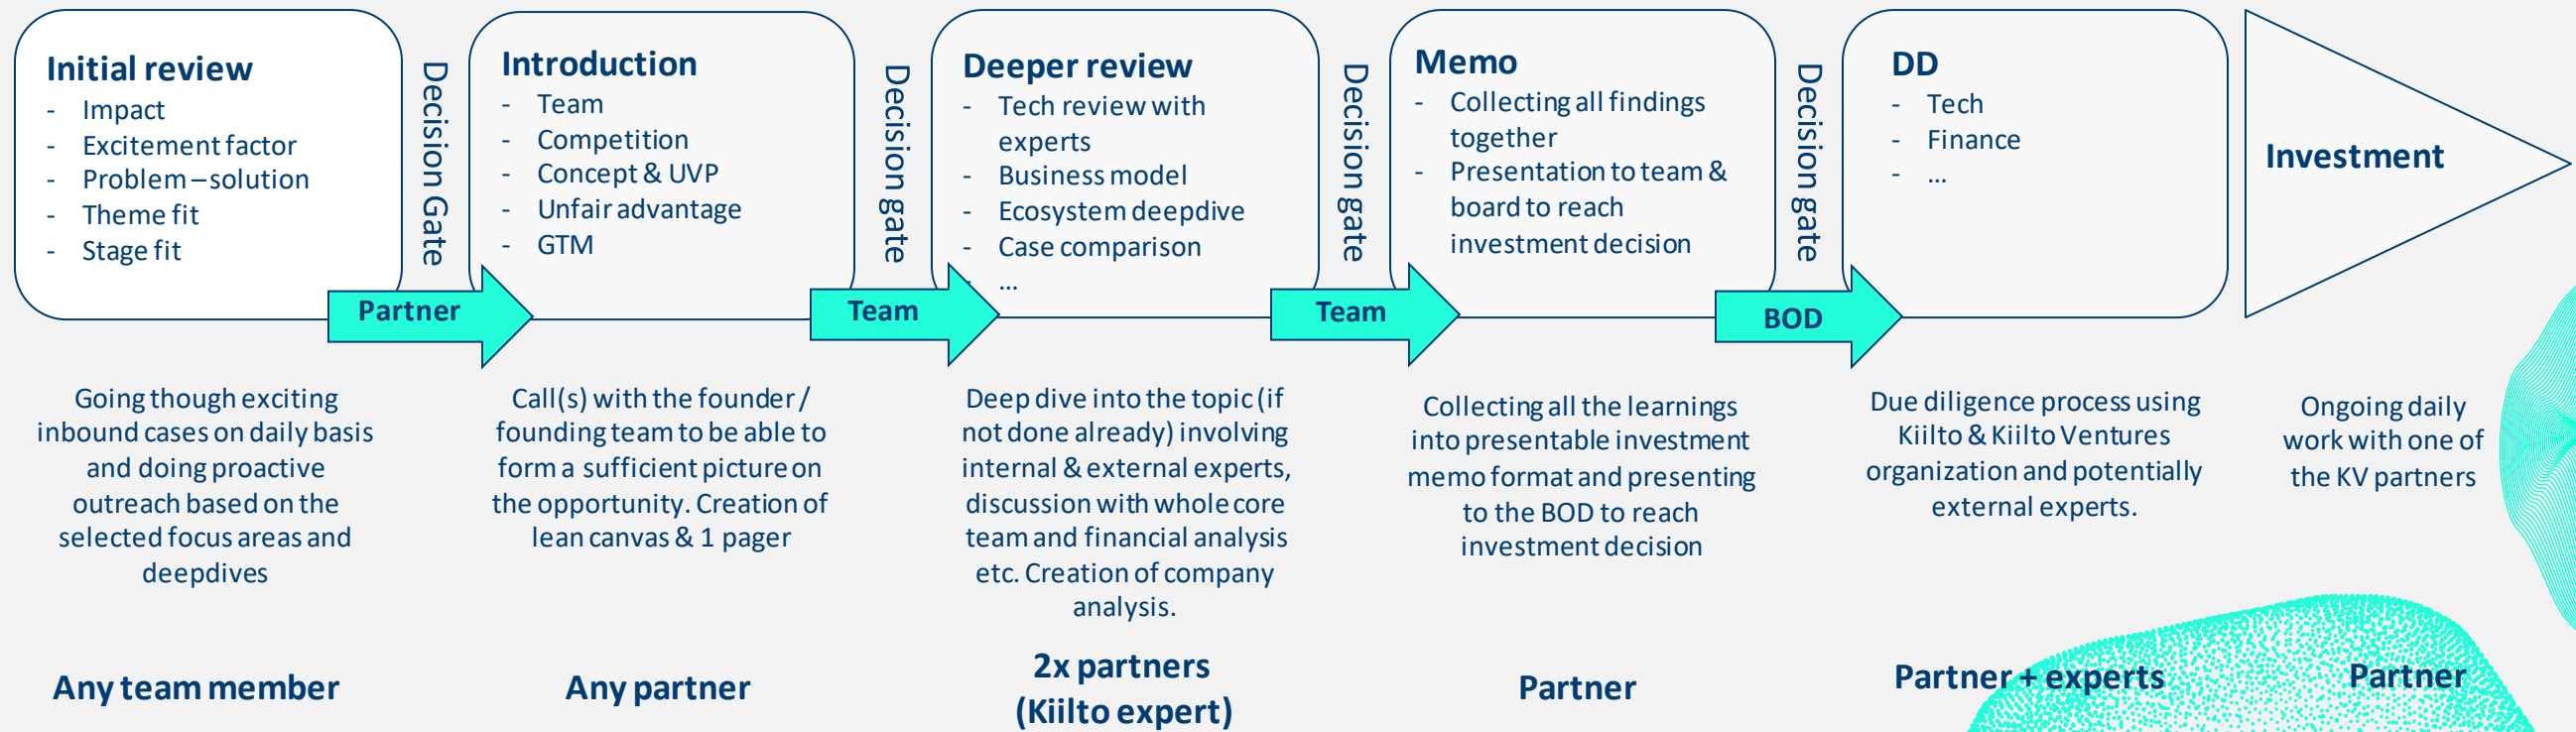 Initial review
- Impact
- Excitement factor
- Problem – solution
- Theme fit
- Stage fit
Decision Gate
Partner
Introduction
- Team
- Competition
- Concept & UVP
- Unfair advantage
- GTM
Decision gate
Team
Deeper review
- Tech review with
experts
- Business model
- Ecosystem deepdive
- Case comparison
- ...
Decision gate
Team
Memo
- Collecting all findings
together
- Presentation to team &
board to reach
investment decision
Decision gate
BOD
DD
- Tech
- Finance
- ...
Investment
Going though exciting
inbound cases on daily basis
and doing proactive
outreach based on the
selected focus areas and
deepdives
Call(s) with the founder /
founding team to be able to
form a sufficient picture on
the opportunity. Creation of
lean canvas & 1 pager
Deep dive into the topic (if
not done already) involving
internal & external experts,
discussion with whole core
team and financial analysis
etc. Creation of company
analysis.
Collecting all the learnings
into presentable investment
memo format and presenting
to the BOD to reach
investment decision
Due diligence process using
Kiilto & Kiilto Ventures
organization and potentially
external experts.
Ongoing daily
work with one of
the KV partners
Any team member
Any partner
2x partners
(Kiilto expert)
Partner
Partner + experts
Partner